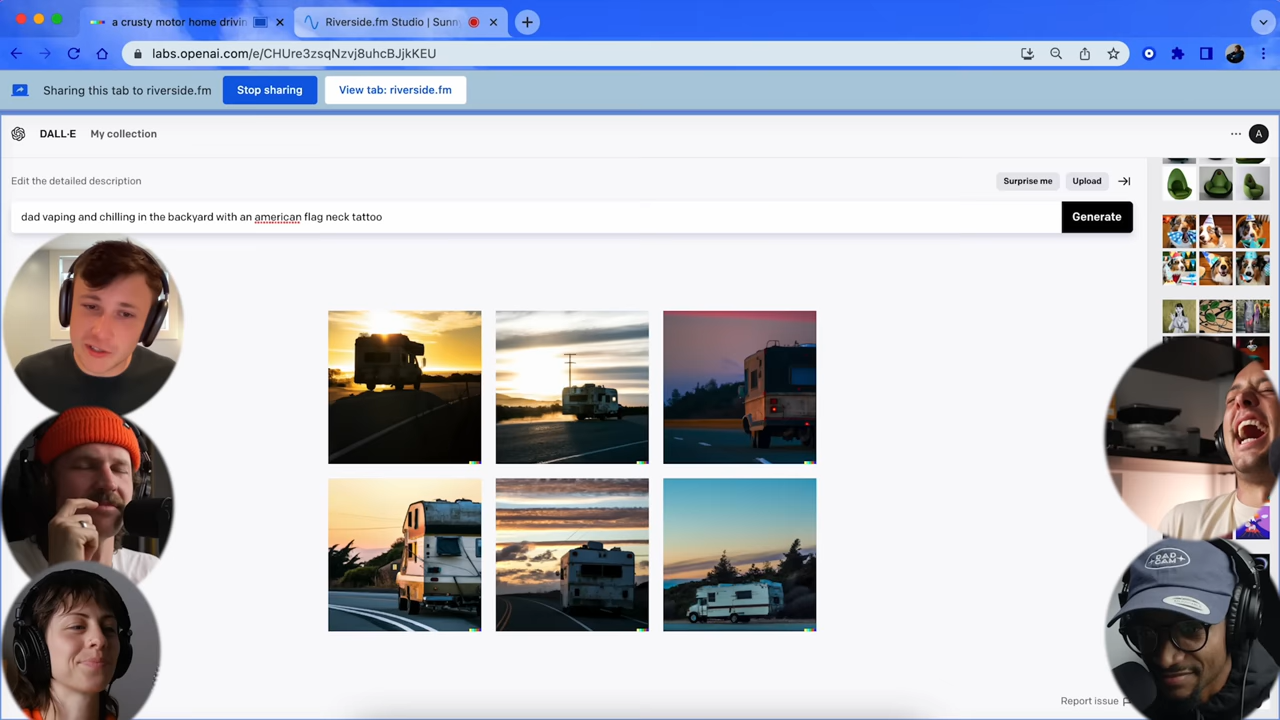 a crusty motor home drivin
Riverside.fm Studio | Sunn
labs.openai.com/e/CHUre3zsqNzvj8uhcBJjkKEU
Sharing this tab to riverside.fm
Stop sharing
View tab: riverside.fm
DALL·E
My collection
A
Edit the detailed description
Surprise me
Upload
dad vaping and chilling in the backyard with an american flag neck tattoo
Generate
DAD
CAM
Report issue